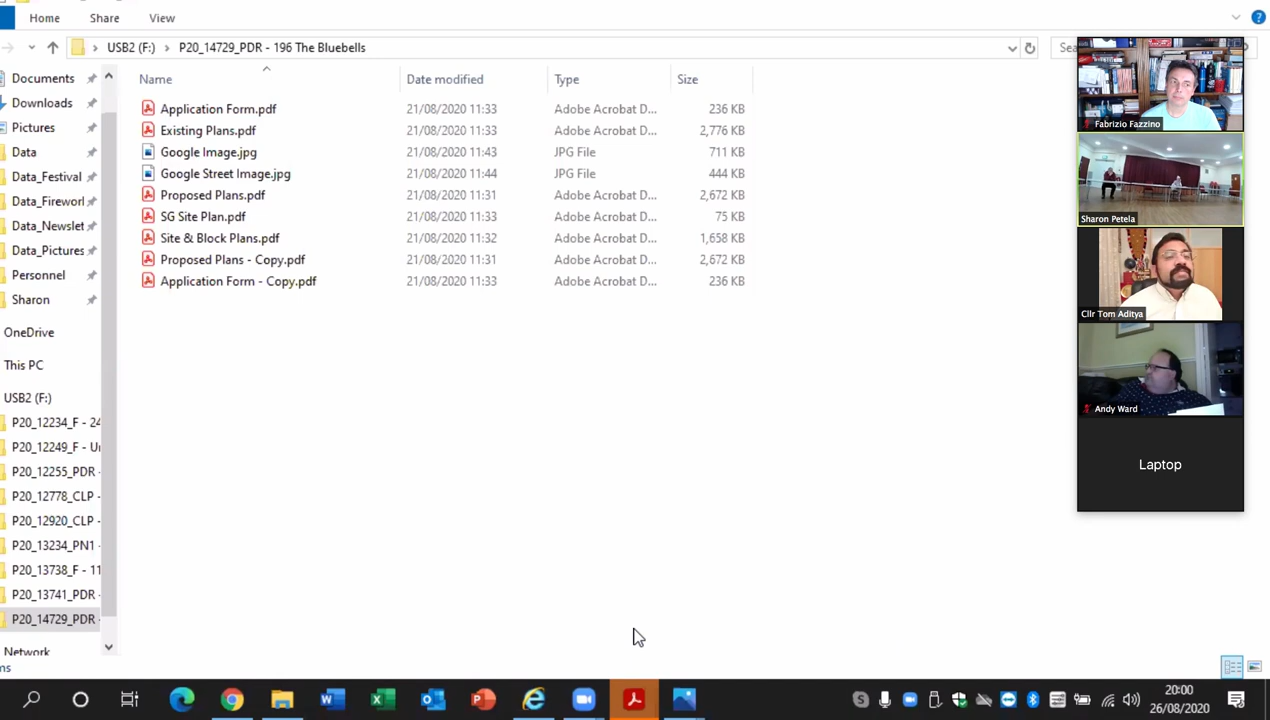 Home Share View
USB2 (F:) P20_14729_PDR - 196 The Bluebells
Sea
Documents
Downloads
Pictures
Data
Data_Festival
Data_Firewor
Data_Newslet
Data_Pictures
Personnel
Sharon
OneDrive
This PC
USB2 (F:)
P20_12234_F - 24
P20_12249_F - Ur
P20_12255_PDR -
P20_12778_CLP -
P20_12920_CLP -
P20_13234_PN1 -
P20_13738_F - 11
P20_13741_PDR -
P20_14729_PDR -
Network
ms
Name Date modified Type Size
Application Form.pdf 21/08/2020 11:33 Adobe Acrobat D... 236 KB
Existing Plans.pdf 21/08/2020 11:33 Adobe Acrobat D... 2,776 KB
Google Image.jpg 21/08/2020 11:43 JPG File 711 KB
Google Street Image.jpg 21/08/2020 11:44 JPG File 444 KB
Proposed Plans.pdf 21/08/2020 11:31 Adobe Acrobat D... 2,672 KB
SG Site Plan.pdf 21/08/2020 11:33 Adobe Acrobat D... 75 KB
Site & Block Plans.pdf 21/08/2020 11:32 Adobe Acrobat D... 1,658 KB
Proposed Plans - Copy.pdf 21/08/2020 11:31 Adobe Acrobat D... 2,672 KB
Application Form - Copy.pdf 21/08/2020 11:33 Adobe Acrobat D... 236 KB
Fabrizio Fazzino
Sharon Petela
Cllr Tom Aditya
Andy Ward
Laptop
20:00
26/08/2020